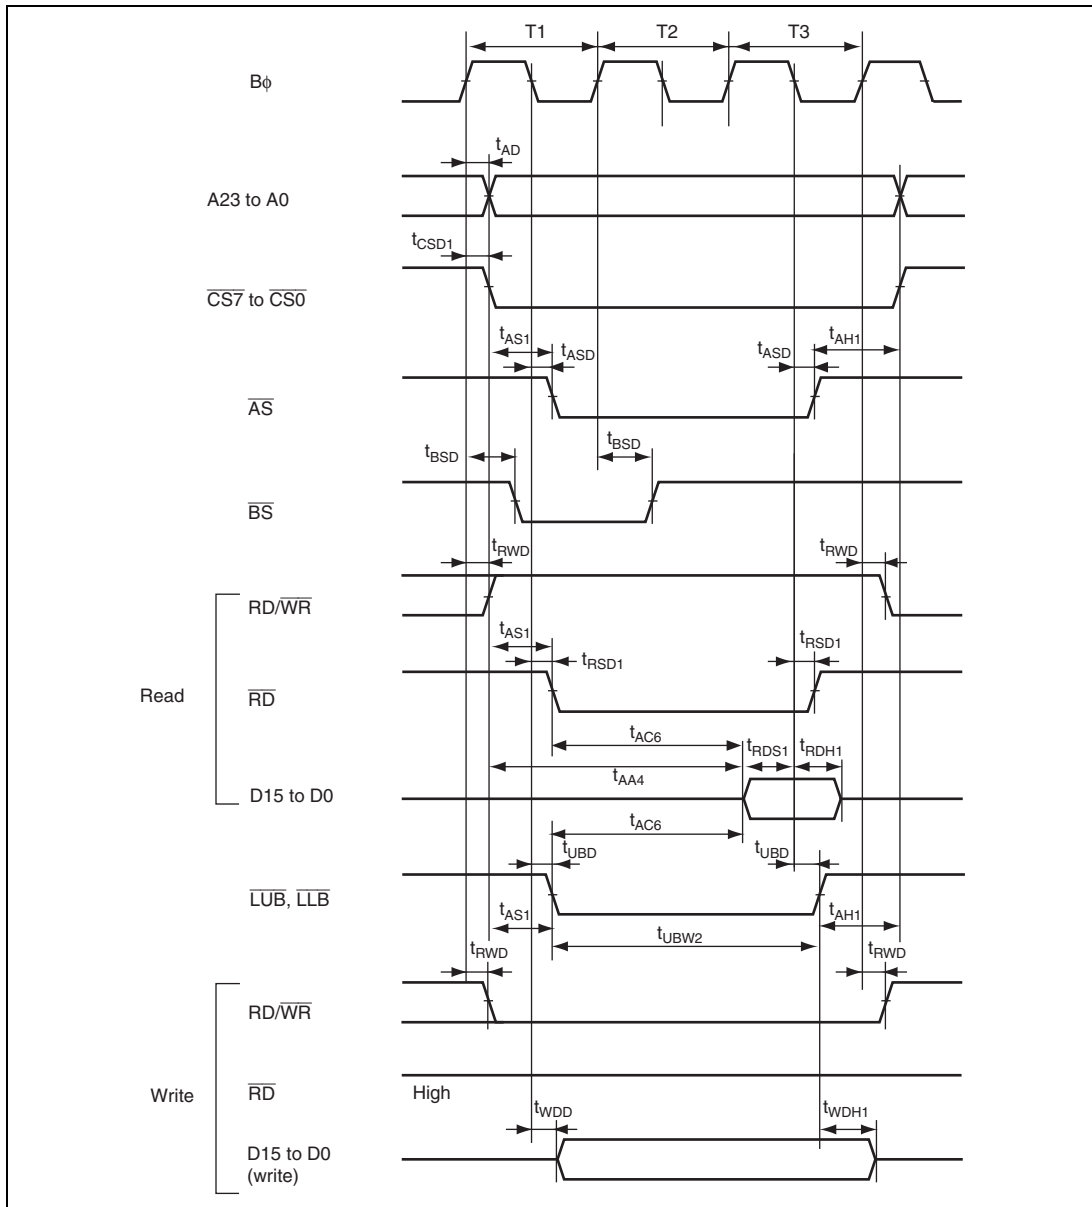 T1 T2 T3
Bϕ
tAD
A23 to A0
tCSD1
CS7 to CS0
tAS1 tASD tASD tAH1
AS
tBSD tBSD
BS
tRWD tRWD
RD/WR
tAS1 tRSD1 tRSD1
Read
RD
tAC6 tRDS1 tRDH1
tAA4
D15 to D0
tAC6
tUBD tUBD
LUB, LLB
tAS1 tUBW2 tAH1
tRWD tRWD
RD/WR
Write
RD
High
tWDD tWDH1
D15 to D0
(write)